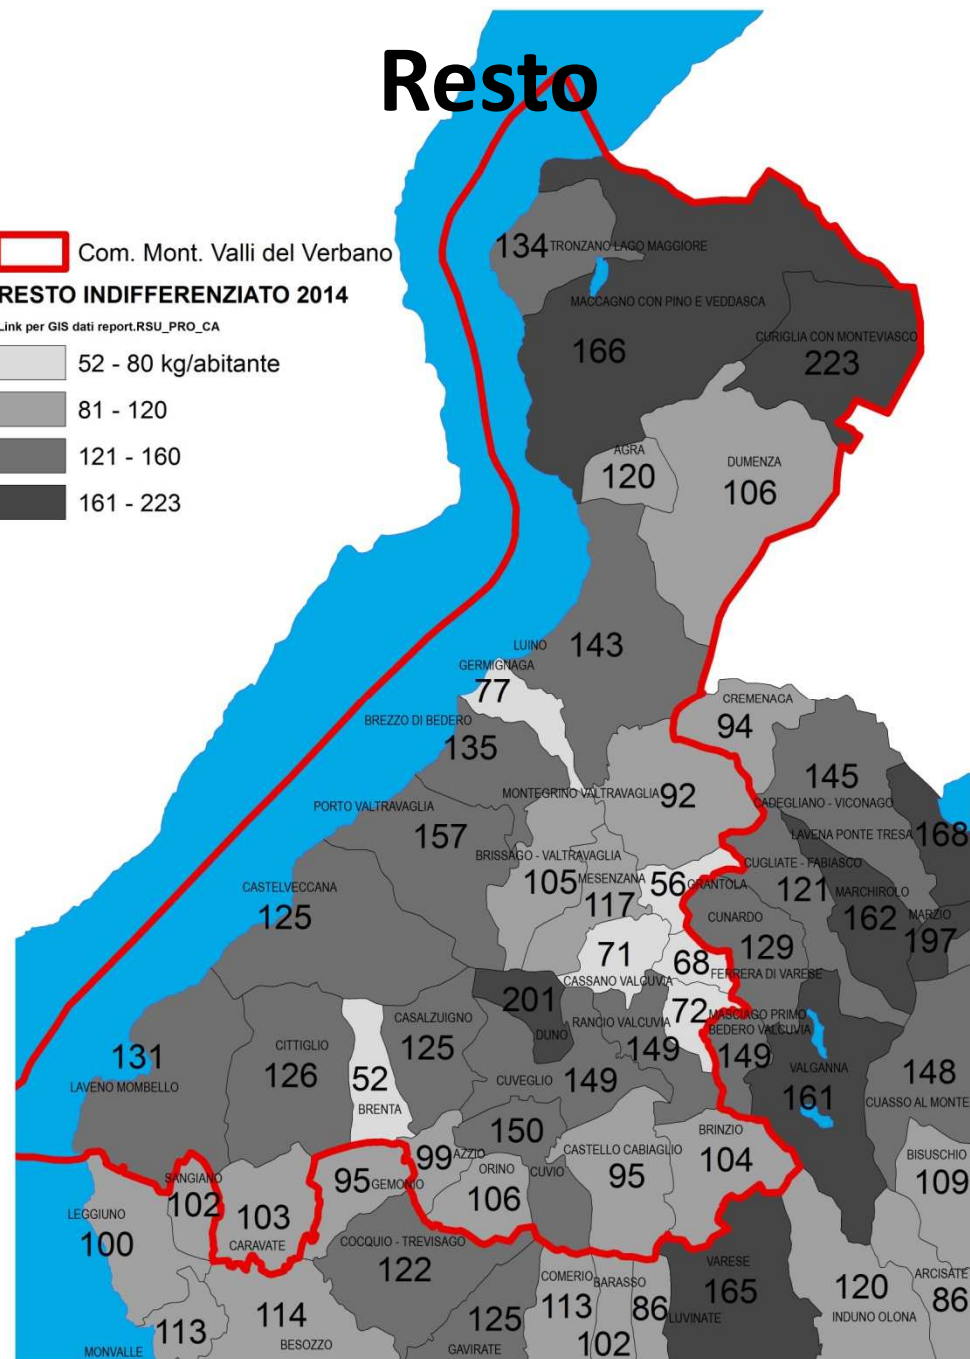 Resto
Com. Mont. Valli del Verbano
RESTO INDIFFERENZIATO 2014
Link per GIS dati report.RSU_PRO_CA
52 - 80 kg/abitante
81 - 120
121 - 160
161 - 223
134 TRONZANO LAGO MAGGIORE
MACCAGNO CON PINO E VEDDASCA
166
CURIGLIA CON MONTEVIASCO
223
AGRA
120
DUMENZA
106
LUINO
143
GERMIGNAGA
77
CREMENAGA
94
BREZZO DI BEDERO
135
145
CADEGLIANO - VICONAGO
MONTEGRINO VALTRAVAGLIA 92
PORTO VALTRAVAGLIA
157
LAVENA PONTE TRESA 168
BRISSAGO - VALTRAVAGLIA
105
MESENZANA
117
56 GRANTOLA
CUGLIATE - FABIASCO
121
MARCHIROLO
162
MARZIO
197
CASTELVECCANA
125
CUNARDO
129
71
CASSANO VALCUVIA
68
FERRERA DI VARESE
201
DUNO
72 MASCIAGO PRIMO
RANCIO VALCUVIA
149
BEDERO VALCUVIA
149
CASALZUIGNO
125
CITTIGLIO
126
131
LAVENO MOMBELLO
52
BRENTA
CUVEGLIO 149
VALGANNA
161
148
CUASSO AL MONTE
150
CUVIO
99 AZZIO
ORINO
106
CASTELLO CABIAGLIO
95
BRINZIO
104
BISUSCHIO
109
SANGIANO
102
95 GEMONIO
LEGGIUNO
100
103
CARAVATE
COCQUIO - TREVISAGO
122
VARESE
165
COMERIO
113
BARASSO
102
86
LUVINATE
120
INDUNO OLONA
ARCISATE
86
113
MONVALLE
114
BESOZZO
125
GAVIRATE